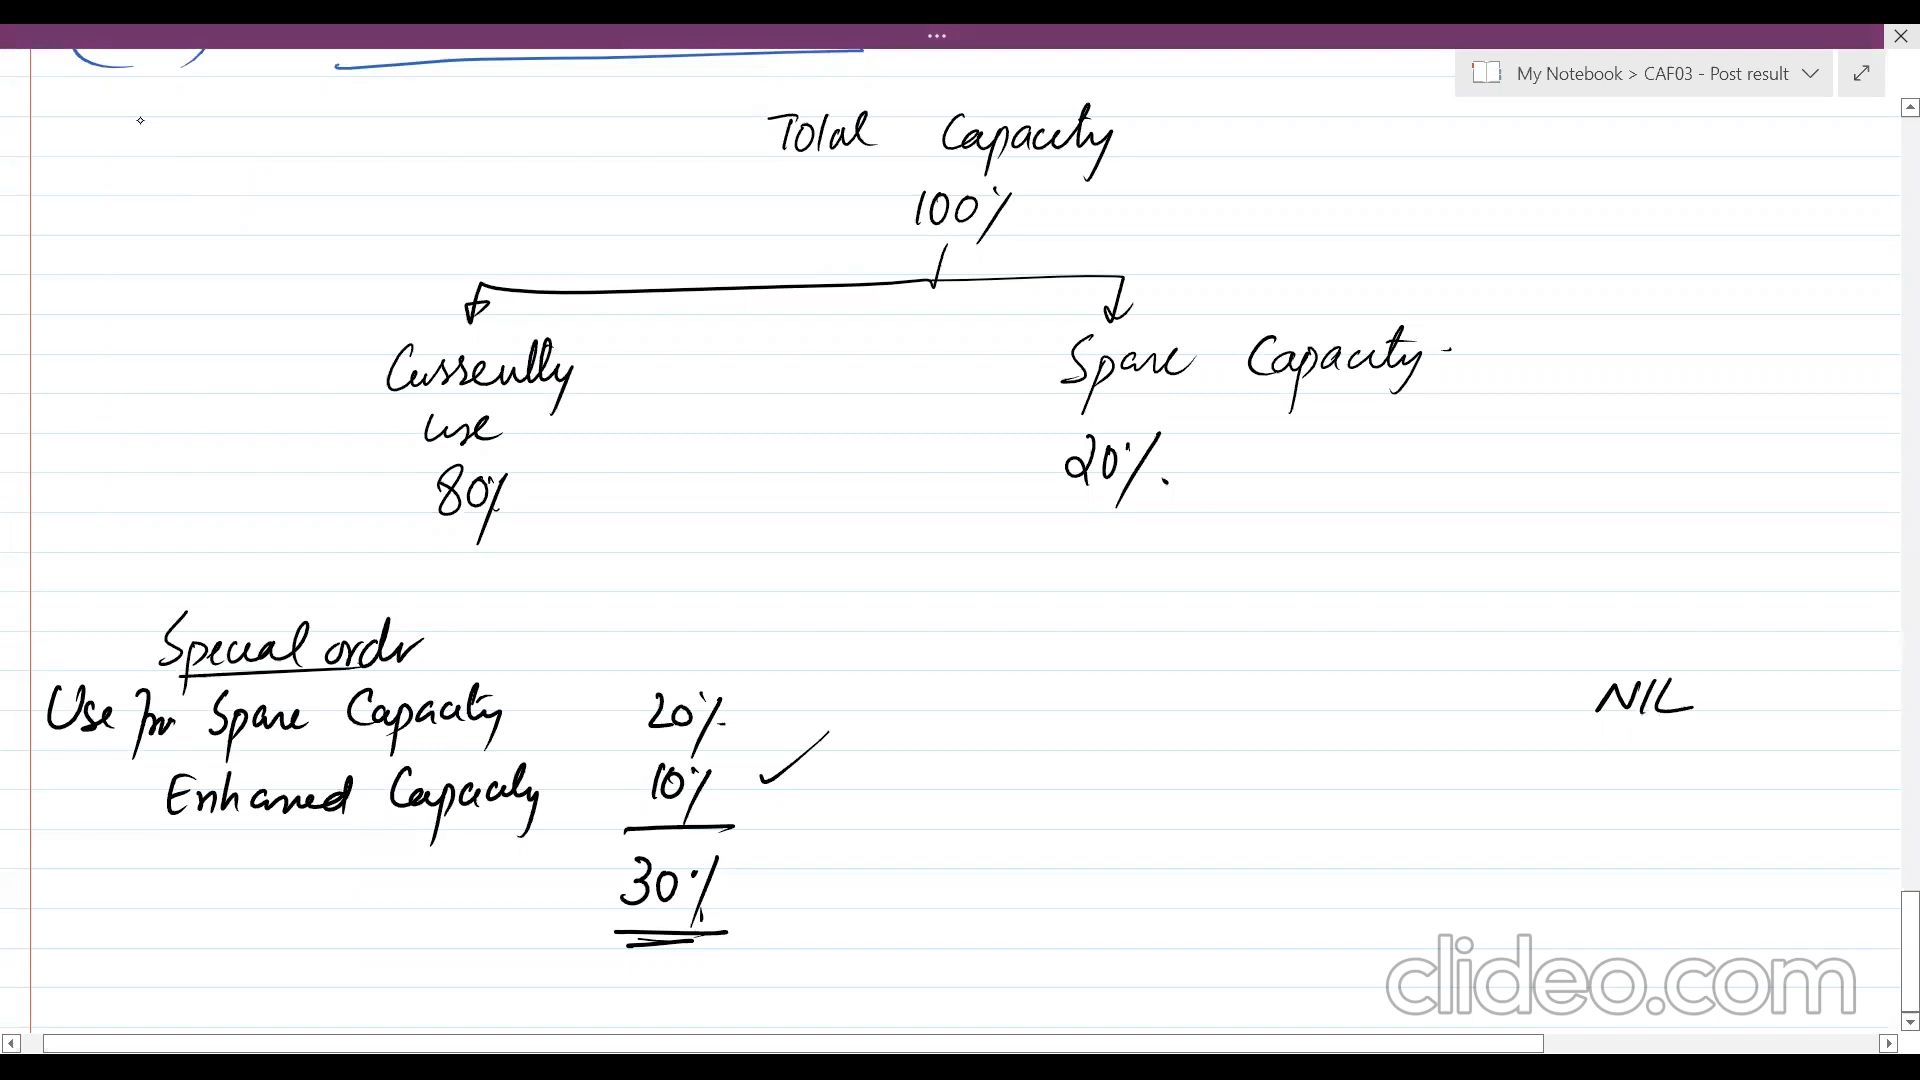 ...
My Notebook > CAF03 - Post result
Total Capacity
100%
Currently
use
80%
Spare Capacity
20%.
Special order
Use for Spare Capacity 20% NIL
Enhanced Capacity 10% ✓
30%
clideo.com